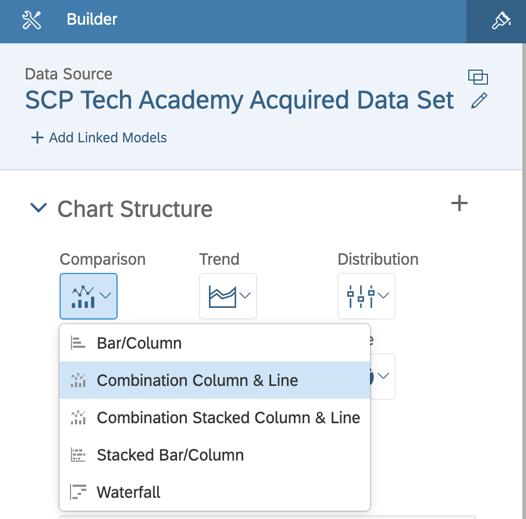 Builder
Data Source
SCP Tech Academy Acquired Data Set
+ Add Linked Models
Chart Structure
Comparison Trend Distribution
Bar/Column
Combination Column & Line
Combination Stacked Column & Line
Stacked Bar/Column
Waterfall